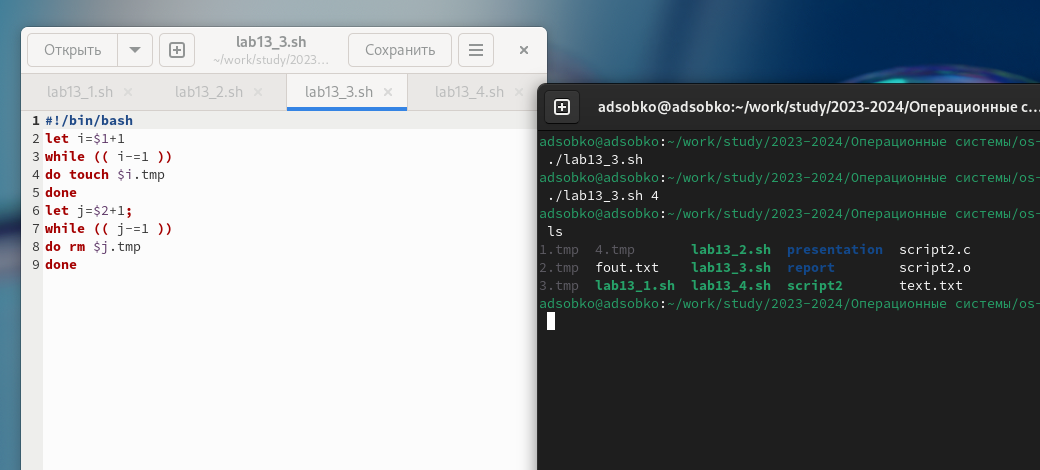 Открыть
lab13_3.sh
~/work/study/2023…
Сохранить
lab13_1.sh
lab13_2.sh
lab13_3.sh
lab13_4.sh
1 #!/bin/bash
2 let i=$1+1
3 while (( i-=1 ))
4 do touch $i.tmp
5 done
6 let j=$2+1;
7 while (( j-=1 ))
8 do rm $j.tmp
9 done
adsobko@adsobko:~/work/study/2023-2024/Операционные с…
adsobko@adsobko:~/work/study/2023-2024/Операционные системы/os-
./lab13_3.sh
adsobko@adsobko:~/work/study/2023-2024/Операционные системы/os-
./lab13_3.sh 4
adsobko@adsobko:~/work/study/2023-2024/Операционные системы/os-
ls
1.tmp 4.tmp lab13_2.sh presentation script2.c
2.tmp fout.txt lab13_3.sh report script2.o
3.tmp lab13_1.sh lab13_4.sh script2 text.txt
adsobko@adsobko:~/work/study/2023-2024/Операционные системы/os-